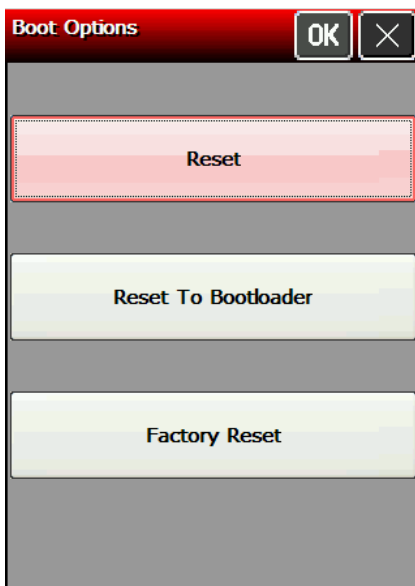 Boot Options
OK
Reset
Reset To Bootloader
Factory Reset